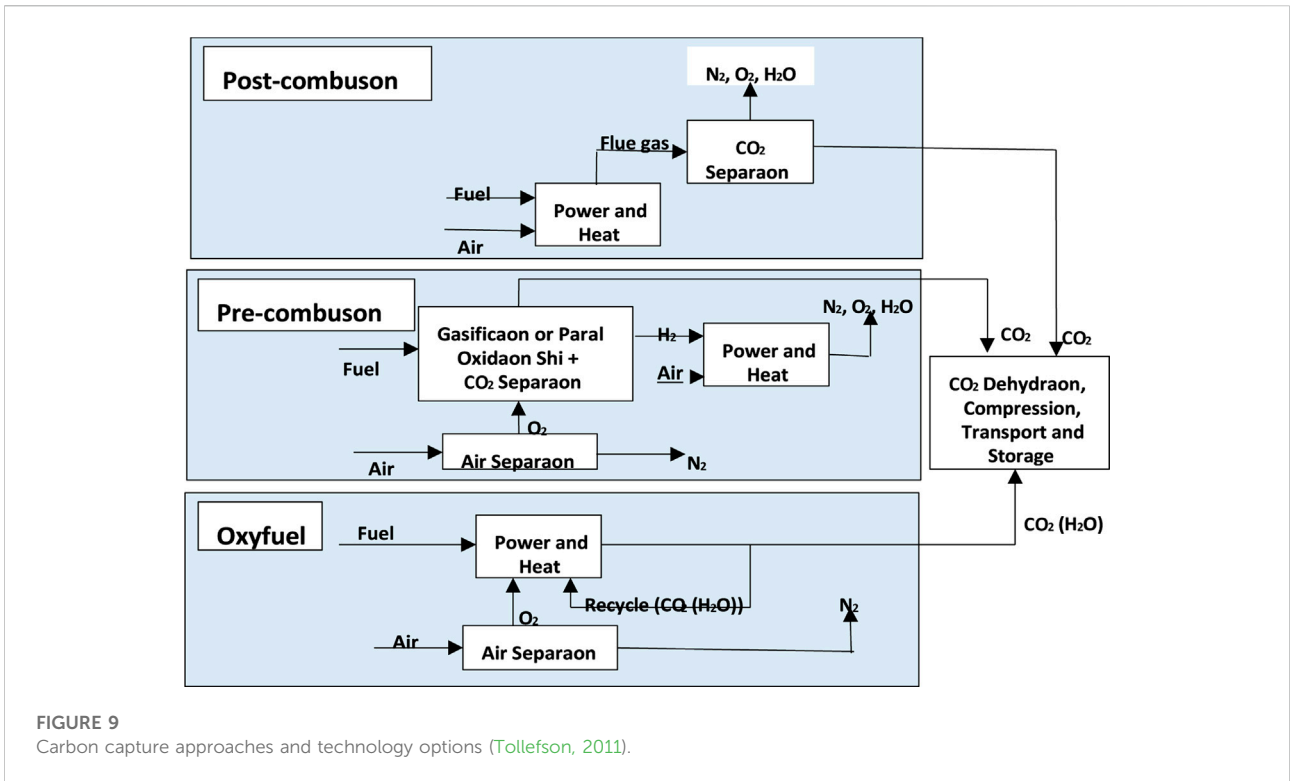 Post-combuson
N₂, O₂, H₂O
Flue gas
CO₂
Separaon
Fuel
Power and
Heat
Air
Pre-combuson
N₂, O₂, H₂O
Gasificaon or Paral
Oxidaon Shi +
CO₂ Separaon
H₂
Power and
Heat
Fuel
Air
O₂
Air Separaon
Air
N₂
CO₂
CO₂
CO₂ Dehydraon,
Compression,
Transport and
Storage
Oxyfuel
Fuel
Power and
Heat
CO₂ (H₂O)
Recycle (CO₂ (H₂O))
O₂
N₂
Air
Air Separaon
FIGURE 9
Carbon capture approaches and technology options (Tollefson, 2011).